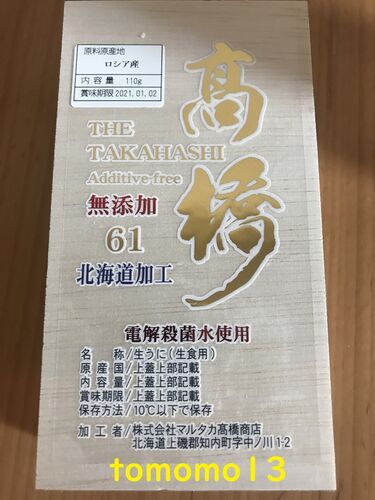 原料原産地
ロシア産
内容量 110g
賞味期限 2021.01.02
髙橋
THE
TAKAHASHI
Additive-free
無添加
61
北海道加工
電解殺菌水使用
名　　称／生うに（生食用）
原 産 国／上蓋上部記載
内 容 量／上蓋上部記載
賞味期限／上蓋上部記載
保存方法／10℃以下で保存
加 工 者／株式会社マルタカ髙橋商店
北海道上磯郡知内町字中ノ川1-2
tomomo13